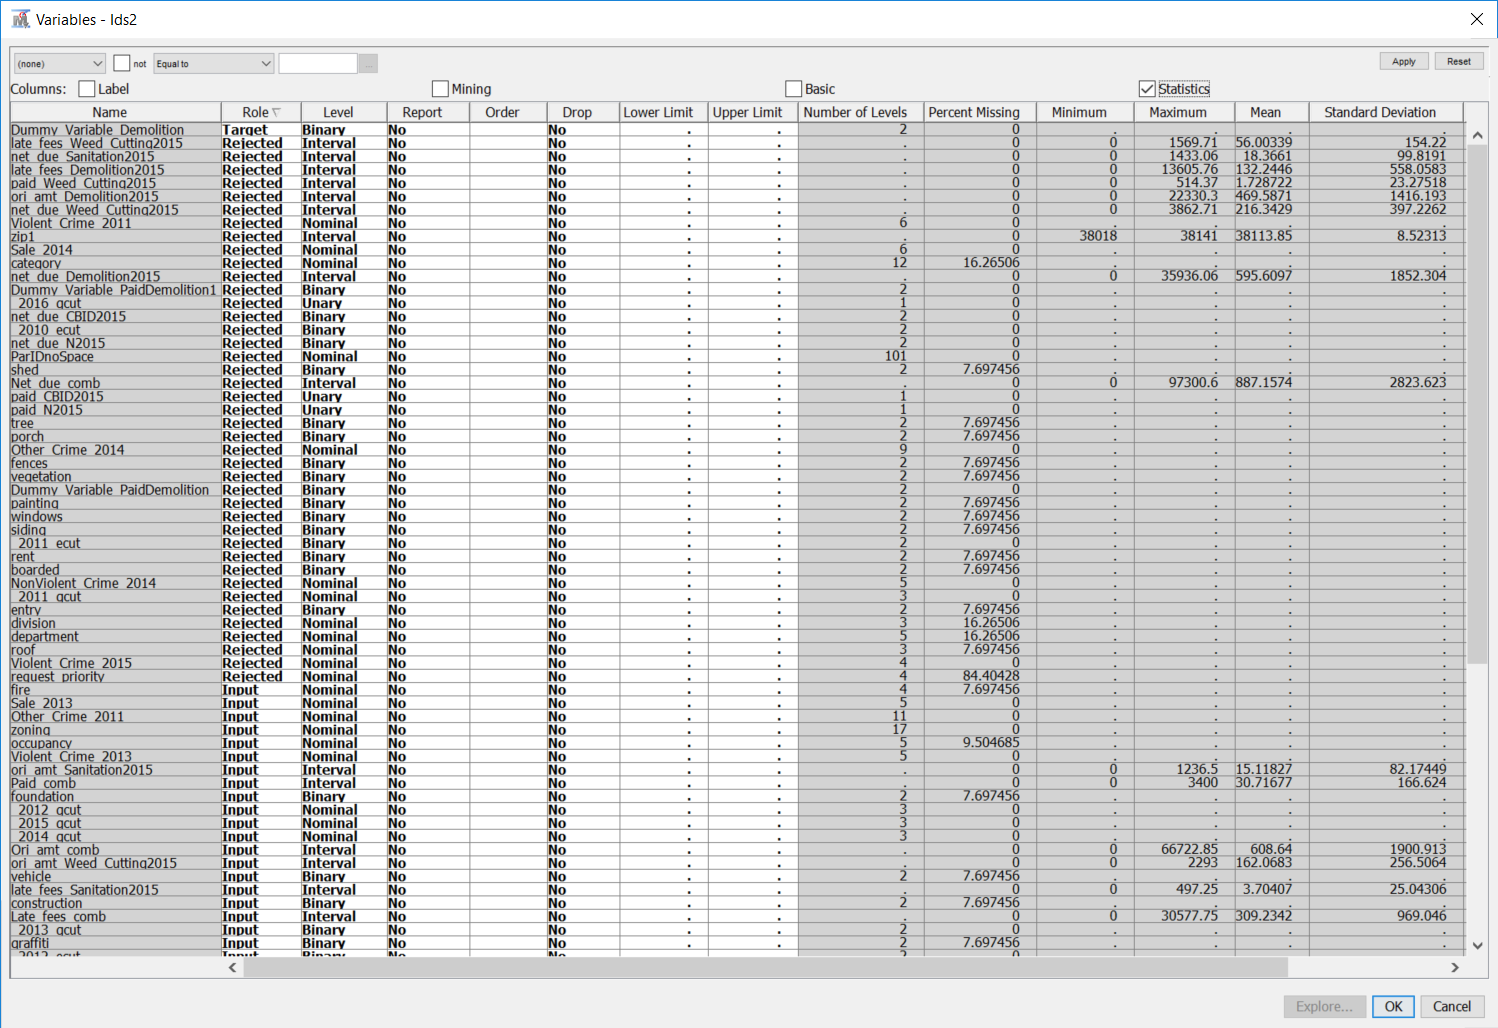 Variables - Ids2
(none) not Equal to ... Apply Reset
Columns: Label Mining Basic Statistics
Name Role Level Report Order Drop Lower Limit Upper Limit Number of Levels Percent Missing Minimum Maximum Mean Standard Deviation
Dummy_Variable_Demolition Target Binary No No . . 2 0 . . . .
late_fees_Weed_Cutting2015 Rejected Interval No No . . . 0 0 1569.71 56.00339 154.22
net_due_Sanitation2015 Rejected Interval No No . . . 0 0 1433.06 18.3661 99.8191
late_fees_Demolition2015 Rejected Interval No No . . . 0 0 13605.76 132.2446 558.0583
paid_Weed_Cutting2015 Rejected Interval No No . . . 0 0 514.37 1.728722 23.27518
ori_amt_Demolition2015 Rejected Interval No No . . . 0 0 22330.3 469.5871 1416.193
net_due_Weed_Cutting2015 Rejected Interval No No . . . 0 0 3862.71 216.3429 397.2262
Violent_Crime_2011 Rejected Nominal No No . . 6 0 . . . .
zip1 Rejected Interval No No . . . 0 38018 38141 38113.85 8.52313
Sale_2014 Rejected Nominal No No . . 6 0 . . . .
category Rejected Nominal No No . . 12 16.26506 . . . .
net_due_Demolition2015 Rejected Interval No No . . . 0 0 35936.06 595.6097 1852.304
Dummy_Variable_PaidDemolition1 Rejected Binary No No . . 2 0 . . . .
_2016_gcut Rejected Unary No No . . 1 0 . . . .
net_due_CBID2015 Rejected Binary No No . . 2 0 . . . .
_2010_ecut Rejected Binary No No . . 2 0 . . . .
net_due_N2015 Rejected Binary No No . . 2 0 . . . .
ParIDnoSpace Rejected Nominal No No . . 101 0 . . . .
shed Rejected Binary No No . . 2 7.697456 . . . .
Net_due_comb Rejected Interval No No . . . 0 0 97300.6 887.1574 2823.623
paid_CBID2015 Rejected Unary No No . . 1 0 . . . .
paid_N2015 Rejected Unary No No . . 1 0 . . . .
tree Rejected Binary No No . . 2 7.697456 . . . .
porch Rejected Binary No No . . 2 7.697456 . . . .
Other_Crime_2014 Rejected Nominal No No . . 9 0 . . . .
fences Rejected Binary No No . . 2 7.697456 . . . .
vegetation Rejected Binary No No . . 2 7.697456 . . . .
Dummy_Variable_PaidDemolition Rejected Binary No No . . 2 0 . . . .
painting Rejected Binary No No . . 2 7.697456 . . . .
windows Rejected Binary No No . . 2 7.697456 . . . .
siding Rejected Binary No No . . 2 7.697456 . . . .
_2011_ecut Rejected Binary No No . . 2 0 . . . .
rent Rejected Binary No No . . 2 7.697456 . . . .
boarded Rejected Binary No No . . 2 7.697456 . . . .
NonViolent_Crime_2014 Rejected Nominal No No . . 5 0 . . . .
_2011_gcut Rejected Nominal No No . . 3 0 . . . .
entry Rejected Binary No No . . 2 7.697456 . . . .
division Rejected Nominal No No . . 3 16.26506 . . . .
department Rejected Nominal No No . . 5 16.26506 . . . .
roof Rejected Nominal No No . . 3 7.697456 . . . .
Violent_Crime_2015 Rejected Nominal No No . . 4 0 . . . .
request_priority Rejected Nominal No No . . 4 84.40428 . . . .
fire Input Nominal No No . . 4 7.697456 . . . .
Sale_2013 Input Nominal No No . . 5 0 . . . .
Other_Crime_2011 Input Nominal No No . . 11 0 . . . .
zoning Input Nominal No No . . 17 0 . . . .
occupancy Input Nominal No No . . 5 9.504685 . . . .
Violent_Crime_2013 Input Nominal No No . . 5 0 . . . .
ori_amt_Sanitation2015 Input Interval No No . . . 0 0 1236.5 15.11827 82.17449
Paid_comb Input Interval No No . . . 0 0 3400 30.71677 166.624
foundation Input Binary No No . . 2 7.697456 . . . .
_2012_gcut Input Nominal No No . . 3 0 . . . .
_2015_gcut Input Nominal No No . . 3 0 . . . .
_2014_gcut Input Nominal No No . . 3 0 . . . .
Ori_amt_comb Input Interval No No . . . 0 0 66722.85 608.64 1900.913
ori_amt_Weed_Cutting2015 Input Interval No No . . . 0 0 2293 162.0683 256.5064
vehicle Input Binary No No . . 2 7.697456 . . . .
late_fees_Sanitation2015 Input Interval No No . . . 0 0 497.25 3.70407 25.04306
construction Input Binary No No . . 2 7.697456 . . . .
Late_fees_comb Input Interval No No . . . 0 0 30577.75 309.2342 969.046
_2013_gcut Input Binary No No . . 2 0 . . . .
graffiti Input Binary No No . . 2 7.697456 . . . .
_2012_ecut Input Binary No No 2 0
Explore... OK Cancel